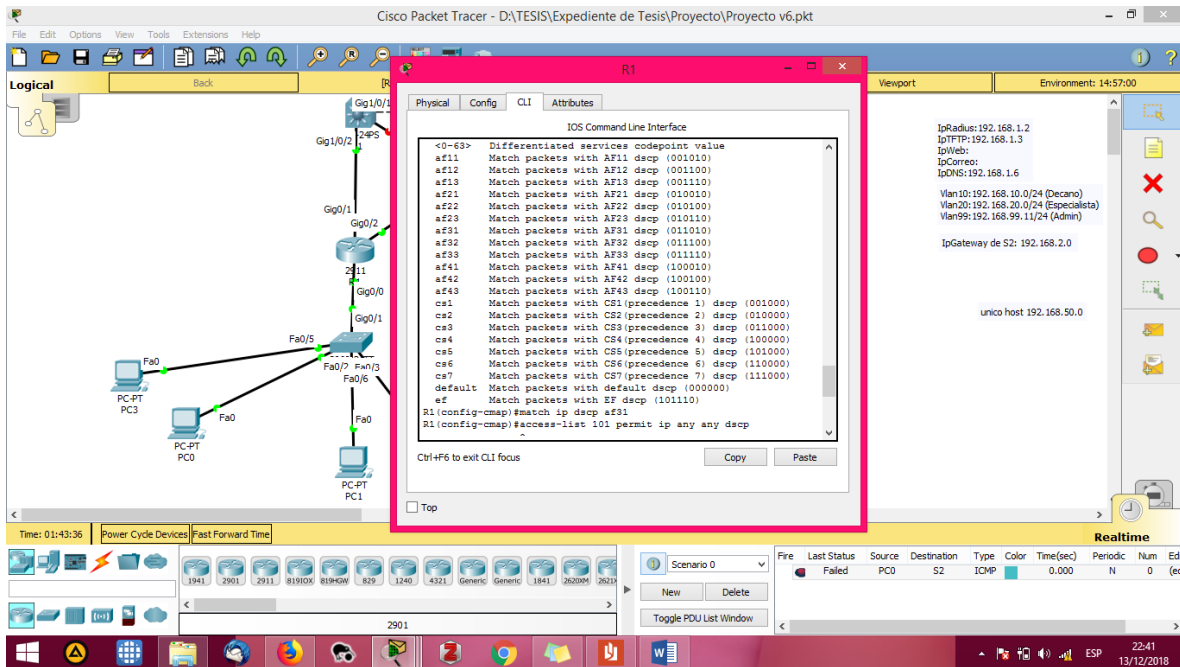 Cisco Packet Tracer - D:\TESIS\Expediente de Tesis\Proyecto\Proyecto v6.pkt
File Edit Options View Tools Extensions Help
Logical
Back
[R
Viewport
Environment: 14:57:00
R1
Physical Config CLI Attributes
IOS Command Line Interface
<0-63> Differentiated services codepoint value
af11 Match packets with AF11 dscp (001010)
af12 Match packets with AF12 dscp (001100)
af13 Match packets with AF13 dscp (001110)
af21 Match packets with AF21 dscp (010010)
af22 Match packets with AF22 dscp (010100)
af23 Match packets with AF23 dscp (010110)
af31 Match packets with AF31 dscp (011010)
af32 Match packets with AF32 dscp (011100)
af33 Match packets with AF33 dscp (011110)
af41 Match packets with AF41 dscp (100010)
af42 Match packets with AF42 dscp (100100)
af43 Match packets with AF43 dscp (100110)
cs1 Match packets with CS1(precedence 1) dscp (001000)
cs2 Match packets with CS2(precedence 2) dscp (010000)
cs3 Match packets with CS3(precedence 3) dscp (011000)
cs4 Match packets with CS4(precedence 4) dscp (100000)
cs5 Match packets with CS5(precedence 5) dscp (101000)
cs6 Match packets with CS6(precedence 6) dscp (110000)
cs7 Match packets with CS7(precedence 7) dscp (111000)
default Match packets with default dscp (000000)
ef Match packets with EF dscp (101110)
R1(config-cmap)#match ip dscp af31
R1(config-cmap)#access-list 101 permit ip any any dscp
Ctrl+F6 to exit CLI focus
Copy
Paste
Top
Gig1/0/1
24PS
Gig1/0/2
Gig0/1
Gig0/2
2911
Gig0/0
Gig0/1
Fa0/5
Fa0/2 Fa0/3
Fa0/6
Fa0
PC-PT
PC3
Fa0
PC-PT
PC0
Fa0
PC-PT
PC1
IpRadius:192.168.1.2
IpTFTP:192.168.1.3
IpWeb:
IpCorreo:
IpDNS:192.168.1.6
Vlan10:192.168.10.0/24 (Decano)
Vlan20:192.168.20.0/24 (Especialista)
Vlan99:192.168.99.11/24 (Admin)
IpGateway de S2: 192.168.2.0
unico host 192.168.50.0
Time: 01:43:36
Power Cycle Devices
Fast Forward Time
Realtime
1941 2901 2911 819IOX 819HGW 829 1240 4321 Generic Generic 1841 2620XM 2621X
2901
Scenario 0
New
Delete
Toggle PDU List Window
Fire Last Status Source Destination Type Color Time(sec) Periodic Num Ed
Failed PC0 S2 ICMP 0.000 N 0 (ed
ESP
22:41
13/12/2018